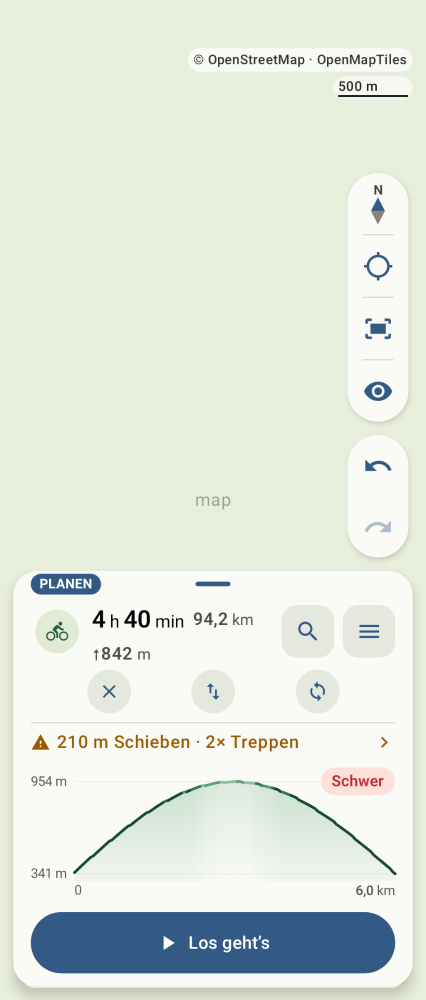 © OpenStreetMap · OpenMapTiles
500 m
N
map
PLANEN
4 h 40 min 94,2 km
↑842 m
210 m Schieben · 2× Treppen
954 m
Schwer
341 m
0
6,0 km
Los geht’s